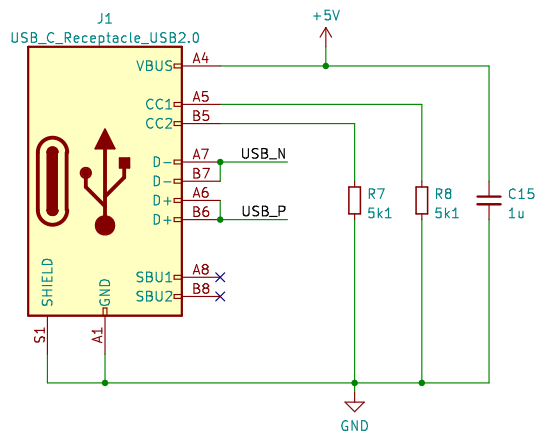 J1
USB_C_Receptacle_USB2.0
+5V
VBUS A4
CC1 A5
CC2 B5
D- A7 USB_N
D- B7
D+ A6
D+ B6 USB_P
R7
5k1
R8
5k1
C15
1u
SBU1 A8
SBU2 B8
SHIELD
GND
S1
A1
GND